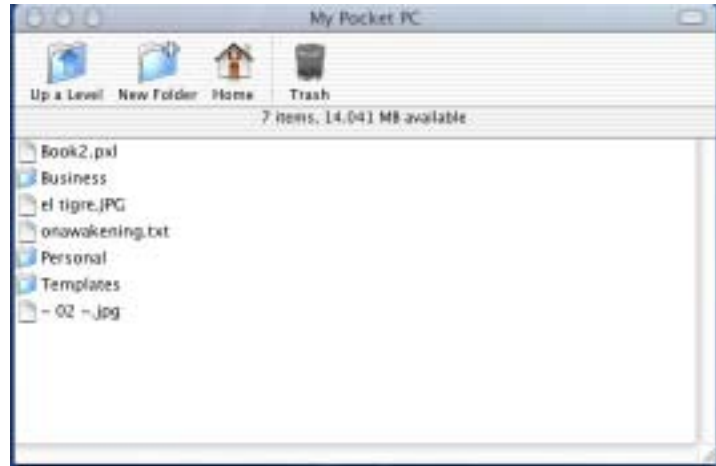 My Pocket PC
Up a Level New Folder Home Trash
7 items, 14.041 MB available
Book2.pxl
Business
el tigre.JPG
onawakening.txt
Personal
Templates
~ 02 ~.jpg